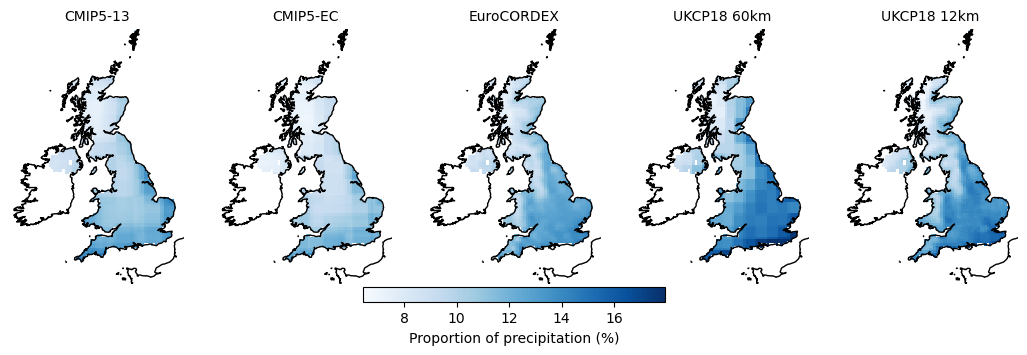 CMIP5-13 CMIP5-EC EuroCORDEX UKCP18 60km UKCP18 12km
8 10 12 14 16
Proportion of precipitation (%)